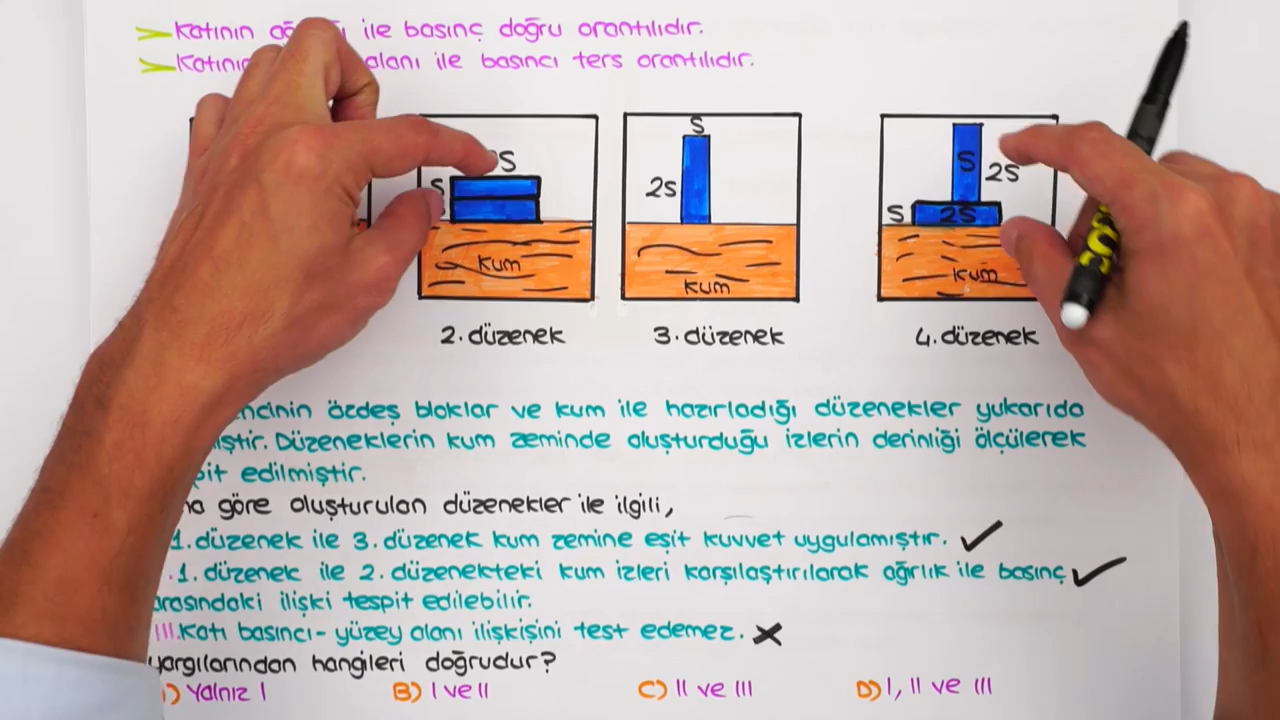 Katının ile basınç doğru orantılıdır.
alanı ile basıncı ters orantılıdır.
S
S
2S
S
S
2S
2S
S
kum
kum
kum
2.düzenek
3.düzenek
4.düzenek
özdeş bloklar ve kum ile hazırladığı düzenekler yukarıda
Düzeneklerin kum zeminde oluşturduğu izlerin derinliği ölçülerek
edilmiştir.
göre oluşturulan düzenekler ile ilgili,
1.düzenek ile 3.düzenek kum zemine eşit kuvvet uygulamıştır.
1.düzenek ile 2.düzenekteki kum izleri karşılaştırılarak ağırlık ile basınç
arasındaki ilişki tespit edilebilir.
III.Katı basıncı-yüzey alanı ilişkisini test edemez.
yargılarından hangileri doğrudur?
Yalnız I
B) I ve II
C) II ve III
D) I, II ve III